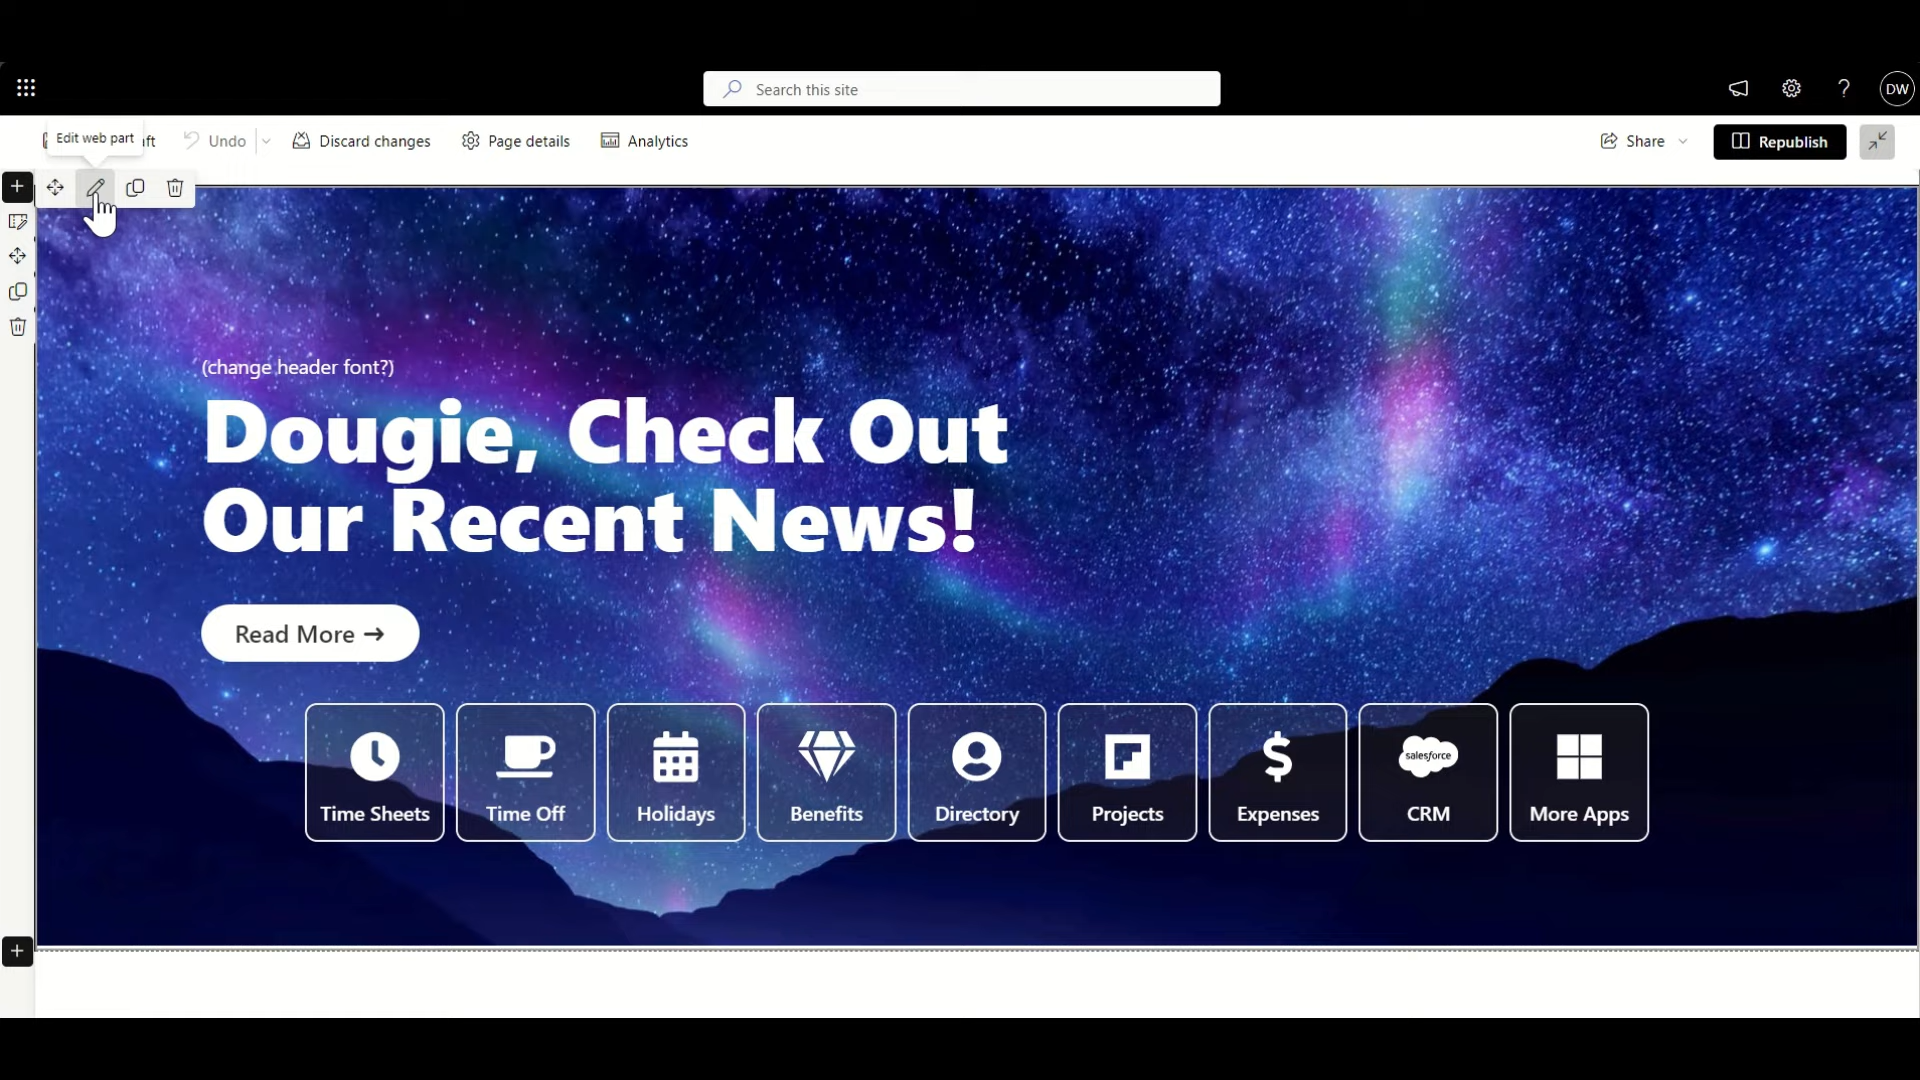 Search this site
?
DW
Edit web part
ft
Undo
Discard changes
Page details
Analytics
Share
Republish
(change header font?)
Dougie, Check Out
Our Recent News!
Read More →
Time Sheets
Time Off
Holidays
Benefits
Directory
Projects
$
Expenses
salesforce
CRM
More Apps